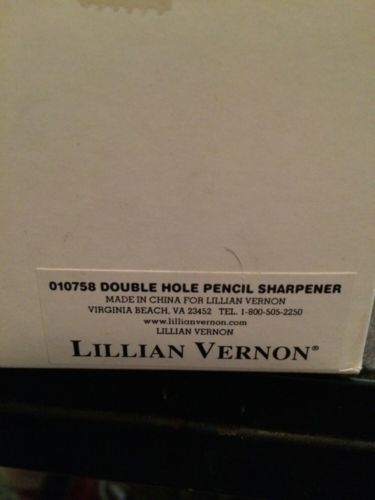 010758 DOUBLE HOLE PENCIL SHARPENER
MADE IN CHINA FOR LILLIAN VERNON
VIRGINIA BEACH, VA 23452 TEL. 1-800-505-2250
www.lillianvernon.com
LILLIAN VERNON
LILLIAN VERNON®